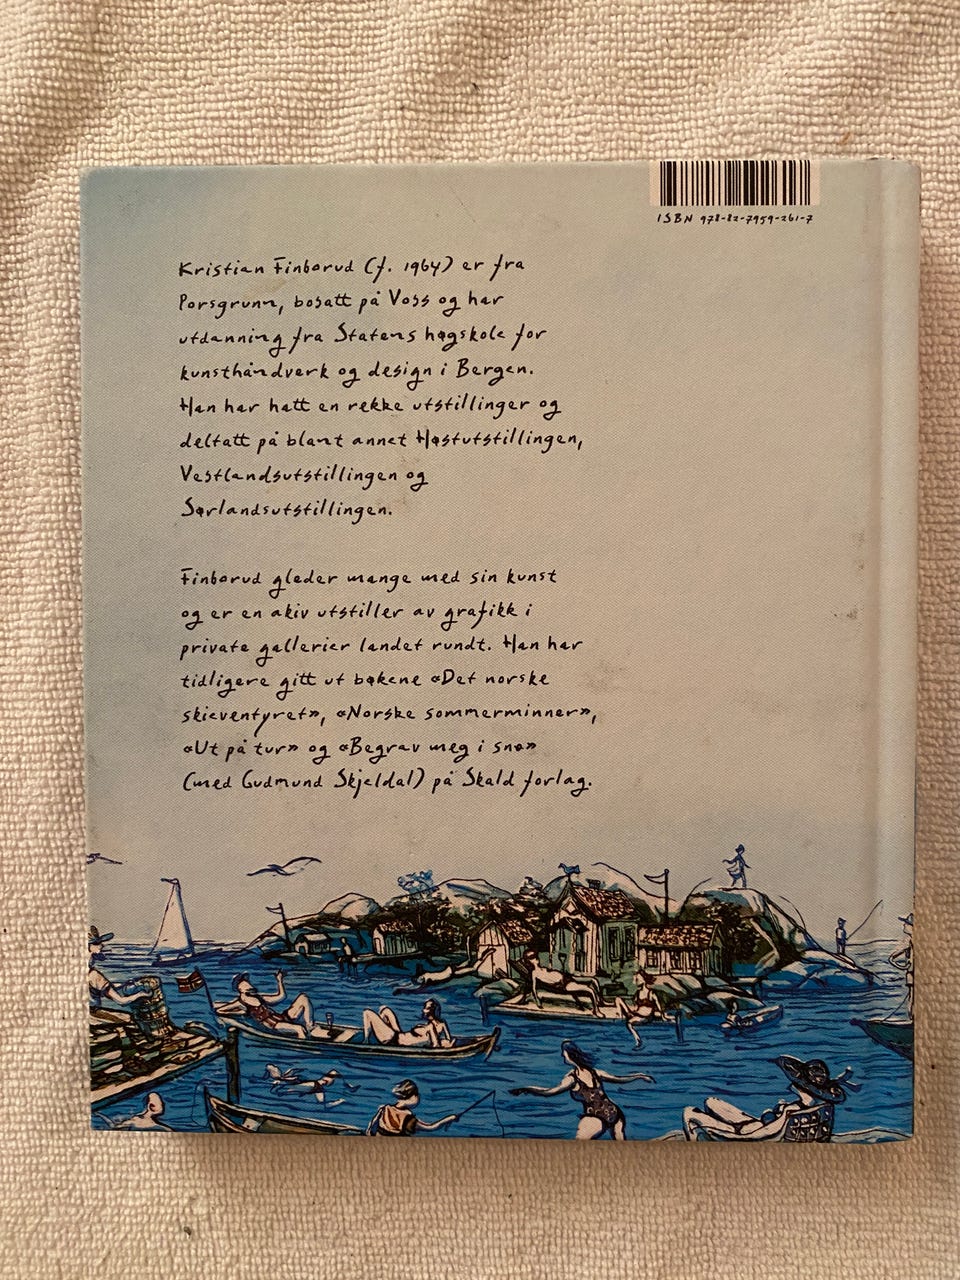 ISBN 978-82-7959-261-7
Kristian Finborud (f. 1964) er fra
Porsgrunn, bosatt på Voss og har
utdanning fra Statens høgskole for
kunsthåndverk og design i Bergen.
Han har hatt en rekke utstillinger og
deltatt på blant annet Høstutstillingen,
Vestlandsutstillingen og
Sørlandsutstillingen.
Finborud gleder mange med sin kunst
og er en akiv utstiller av grafikk i
private gallerier landet rundt. Han har
tidligere gitt ut bøkene «Det norske
skieventyret», «Norske sommerminner»,
«Ut på tur» og «Begrav meg i snø»
(med Gudmund Skjeldal) på Skald forlag.